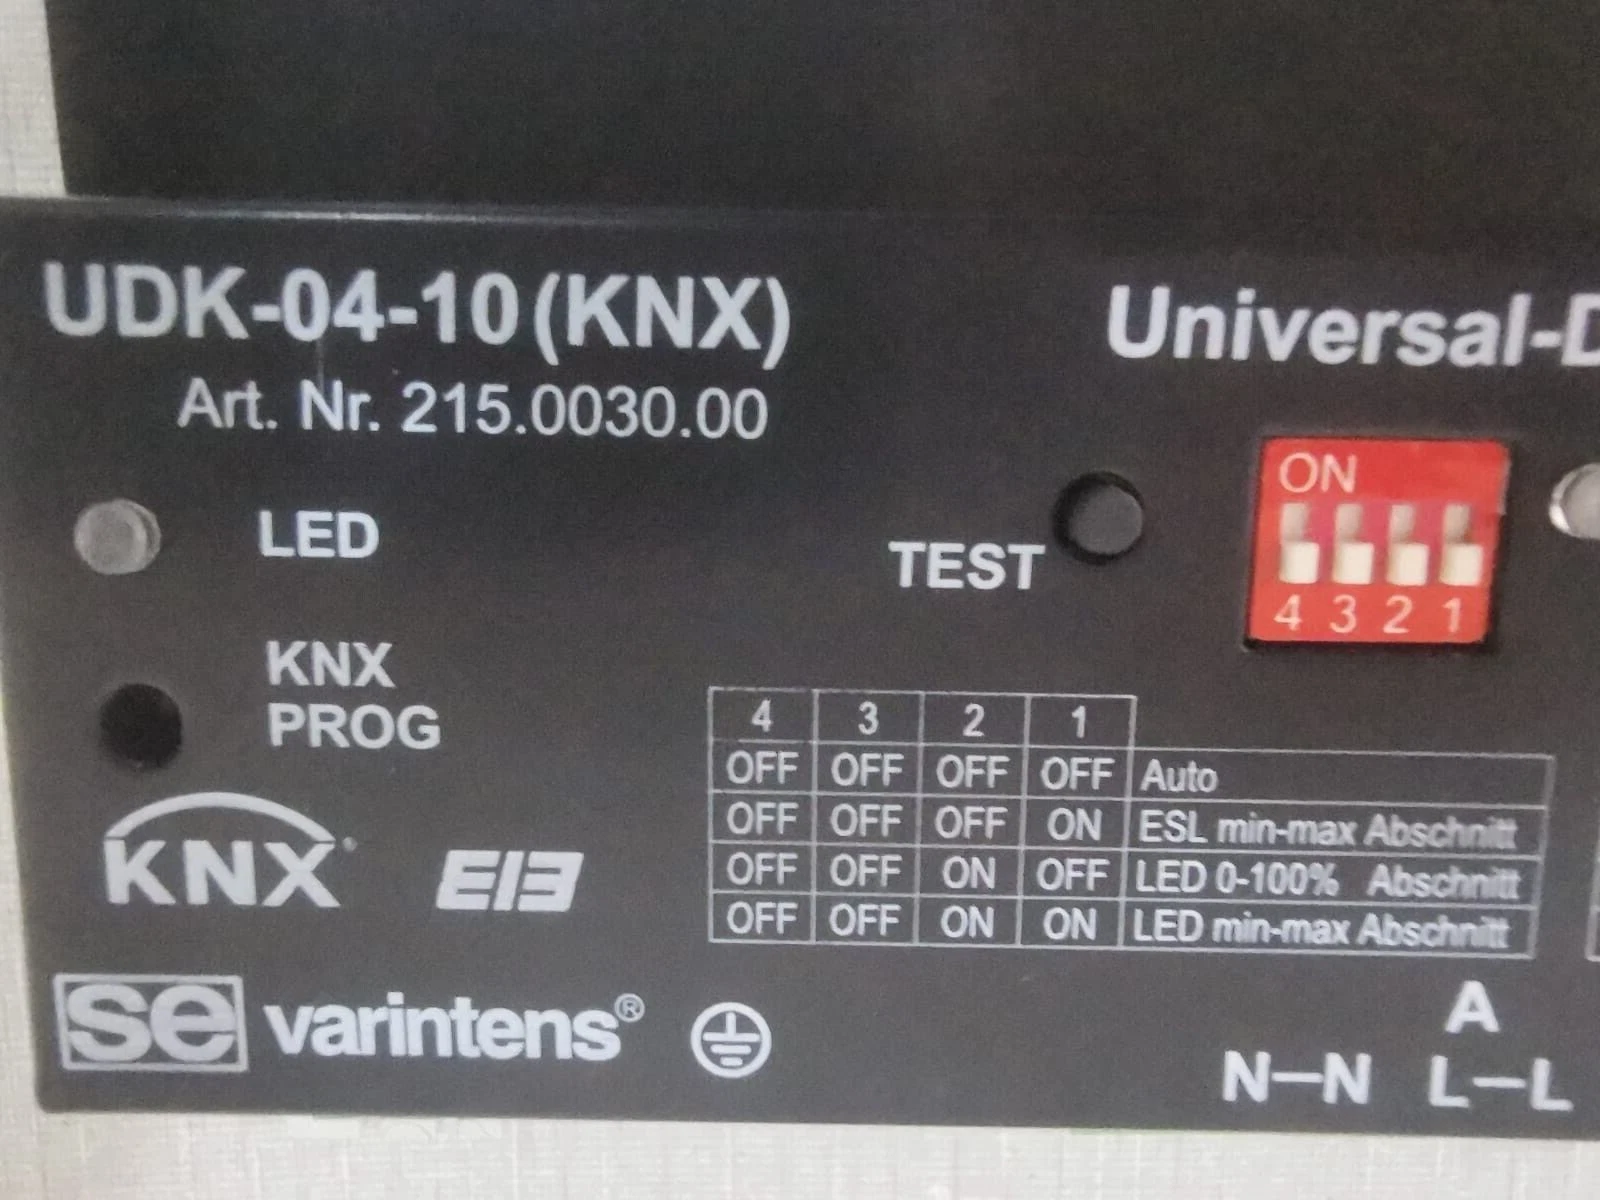 UDK-04-10 (KNX)
Art. Nr. 215.0030.00
Universal-D
LED
TEST
ON
4 3 2 1
KNX
PROG
4 3 2 1
OFF OFF OFF OFF Auto
OFF OFF OFF ON ESL min-max Abschnitt
OFF OFF ON OFF LED 0-100% Abschnitt
OFF OFF ON ON LED min-max Abschnitt
KNX®
EIB
se varintens®
A
N—N L—L